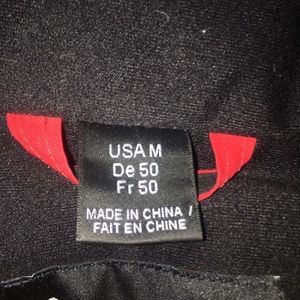 USA M
De 50
Fr 50
MADE IN CHINA /
FAIT EN CHINE